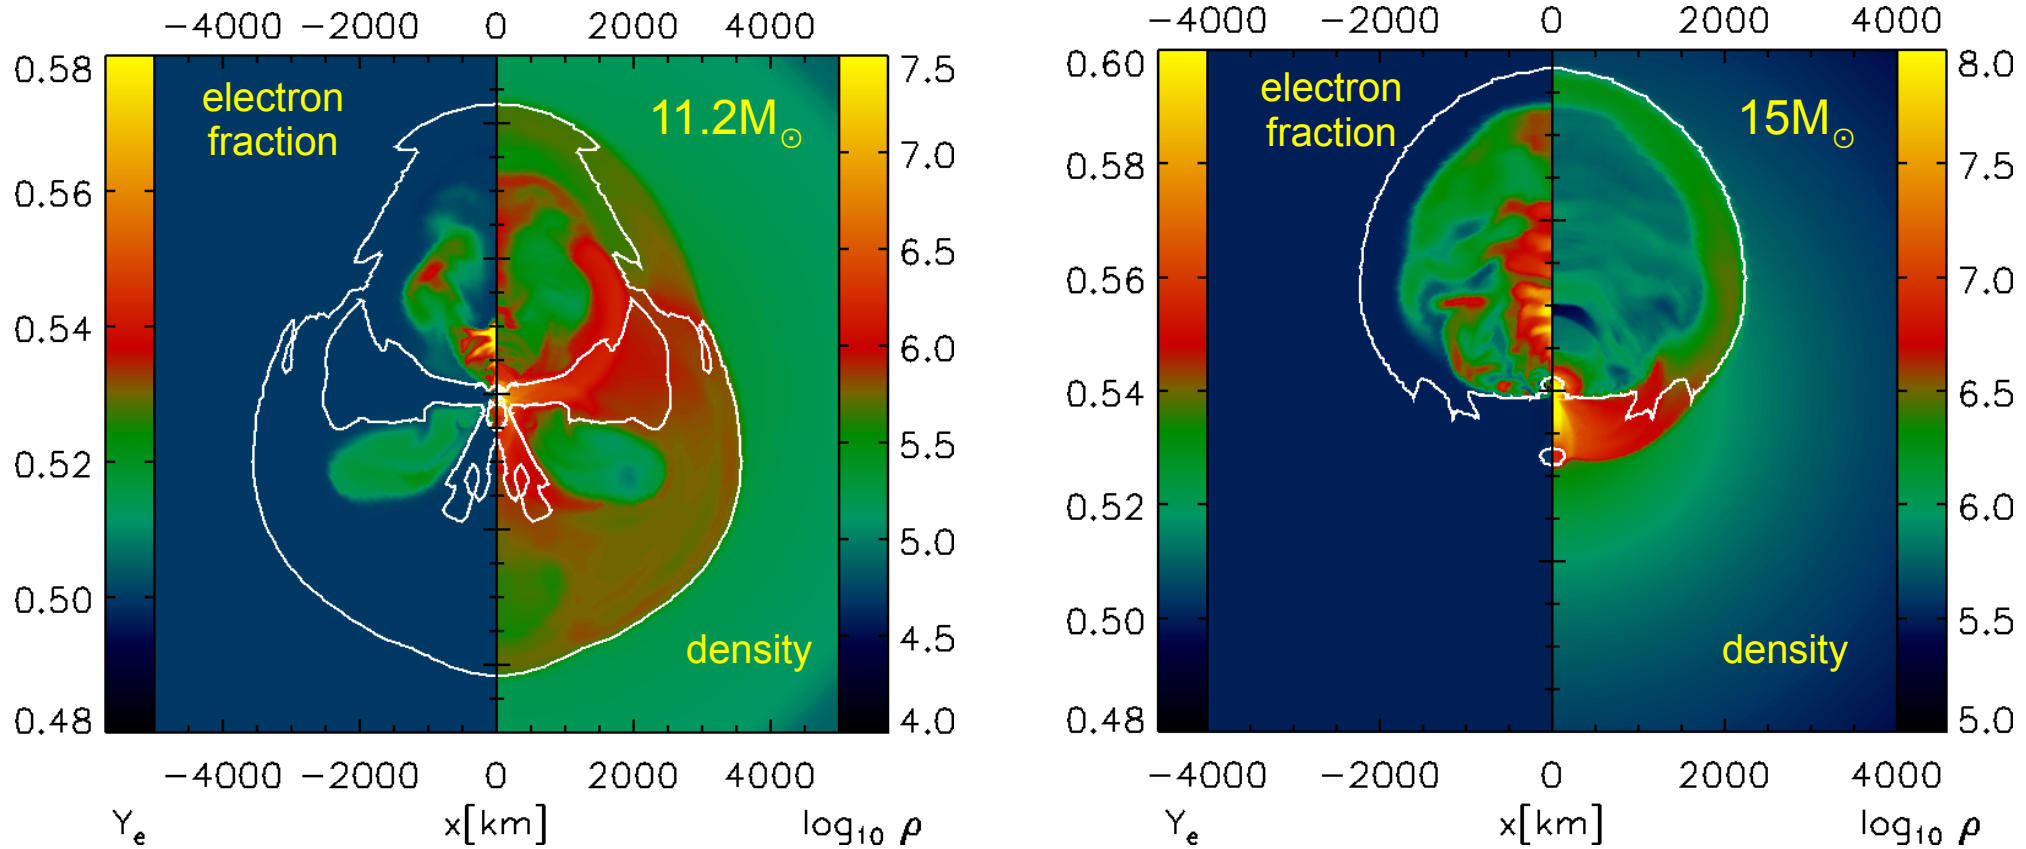 −4000 −2000 0 2000 4000
0.58
0.56
0.54
0.52
0.50
0.48
electron
fraction
11.2M☉
density
7.5
7.0
6.5
6.0
5.5
5.0
4.5
4.0
−4000 −2000 0 2000 4000
Yₑ x[km] log₁₀ ρ
−4000 −2000 0 2000 4000
0.60
0.58
0.56
0.54
0.52
0.50
0.48
electron
fraction
15M☉
density
8.0
7.5
7.0
6.5
6.0
5.5
5.0
−4000 −2000 0 2000 4000
Yₑ x[km] log₁₀ ρ